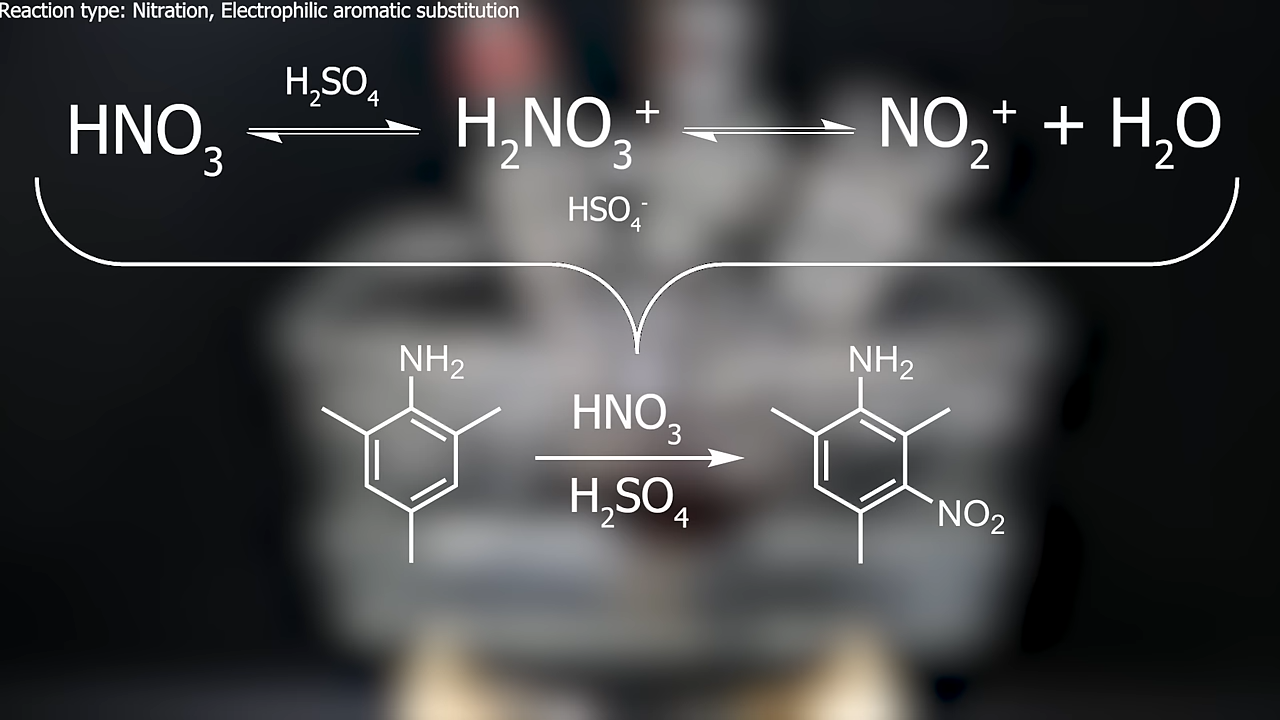 Reaction type: Nitration, Electrophilic aromatic substitution
H₂SO₄
HNO₃ ⇌ H₂NO₃⁺ ⇌ NO₂⁺ + H₂O
HSO₄⁻
NH₂ NH₂
HNO₃
H₂SO₄
NO₂